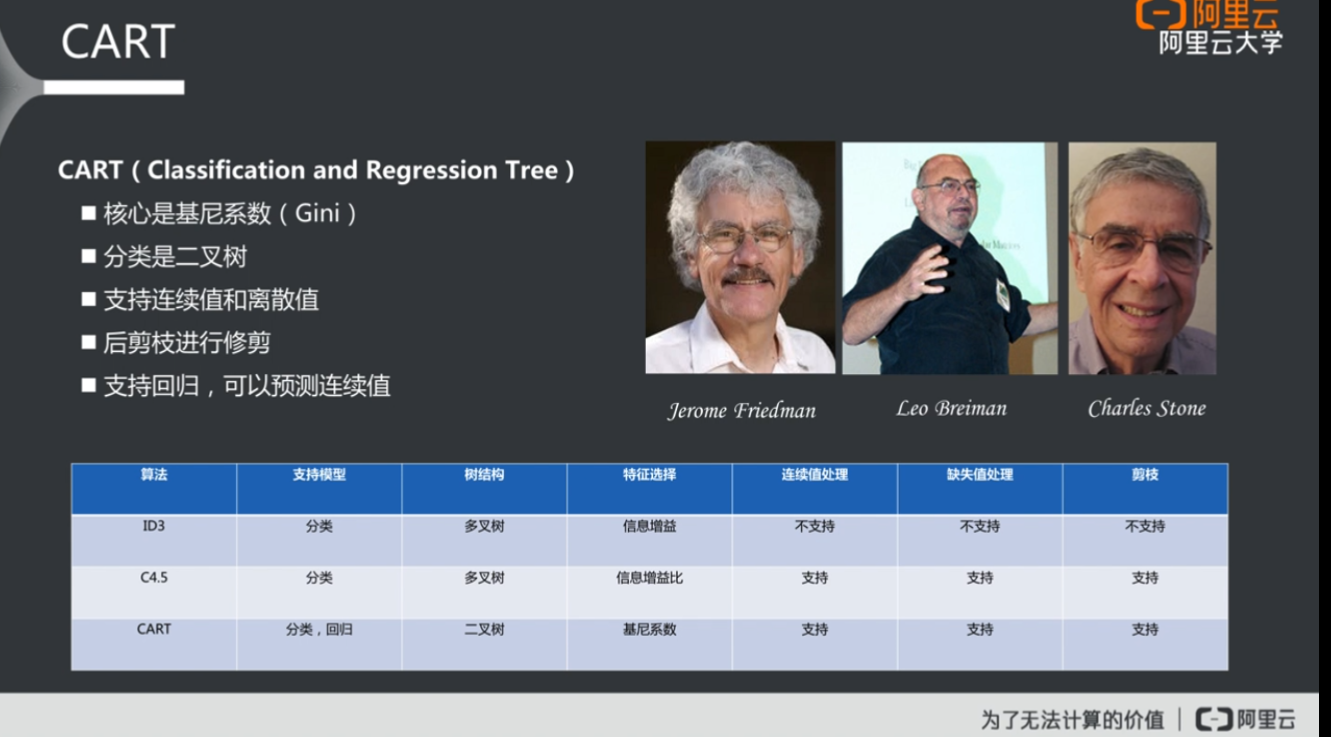 CART
阿里云
阿里云大学
CART（Classification and Regression Tree）
核心是基尼系数（Gini）
分类是二叉树
支持连续值和离散值
后剪枝进行修剪
支持回归，可以预测连续值
Jerome Friedman
Leo Breiman
Charles Stone
算法 支持模型 树结构 特征选择 连续值处理 缺失值处理 剪枝
ID3 分类 多叉树 信息增益 不支持 不支持 不支持
C4.5 分类 多叉树 信息增益比 支持 支持 支持
CART 分类，回归 二叉树 基尼系数 支持 支持 支持
为了无法计算的价值 | 阿里云